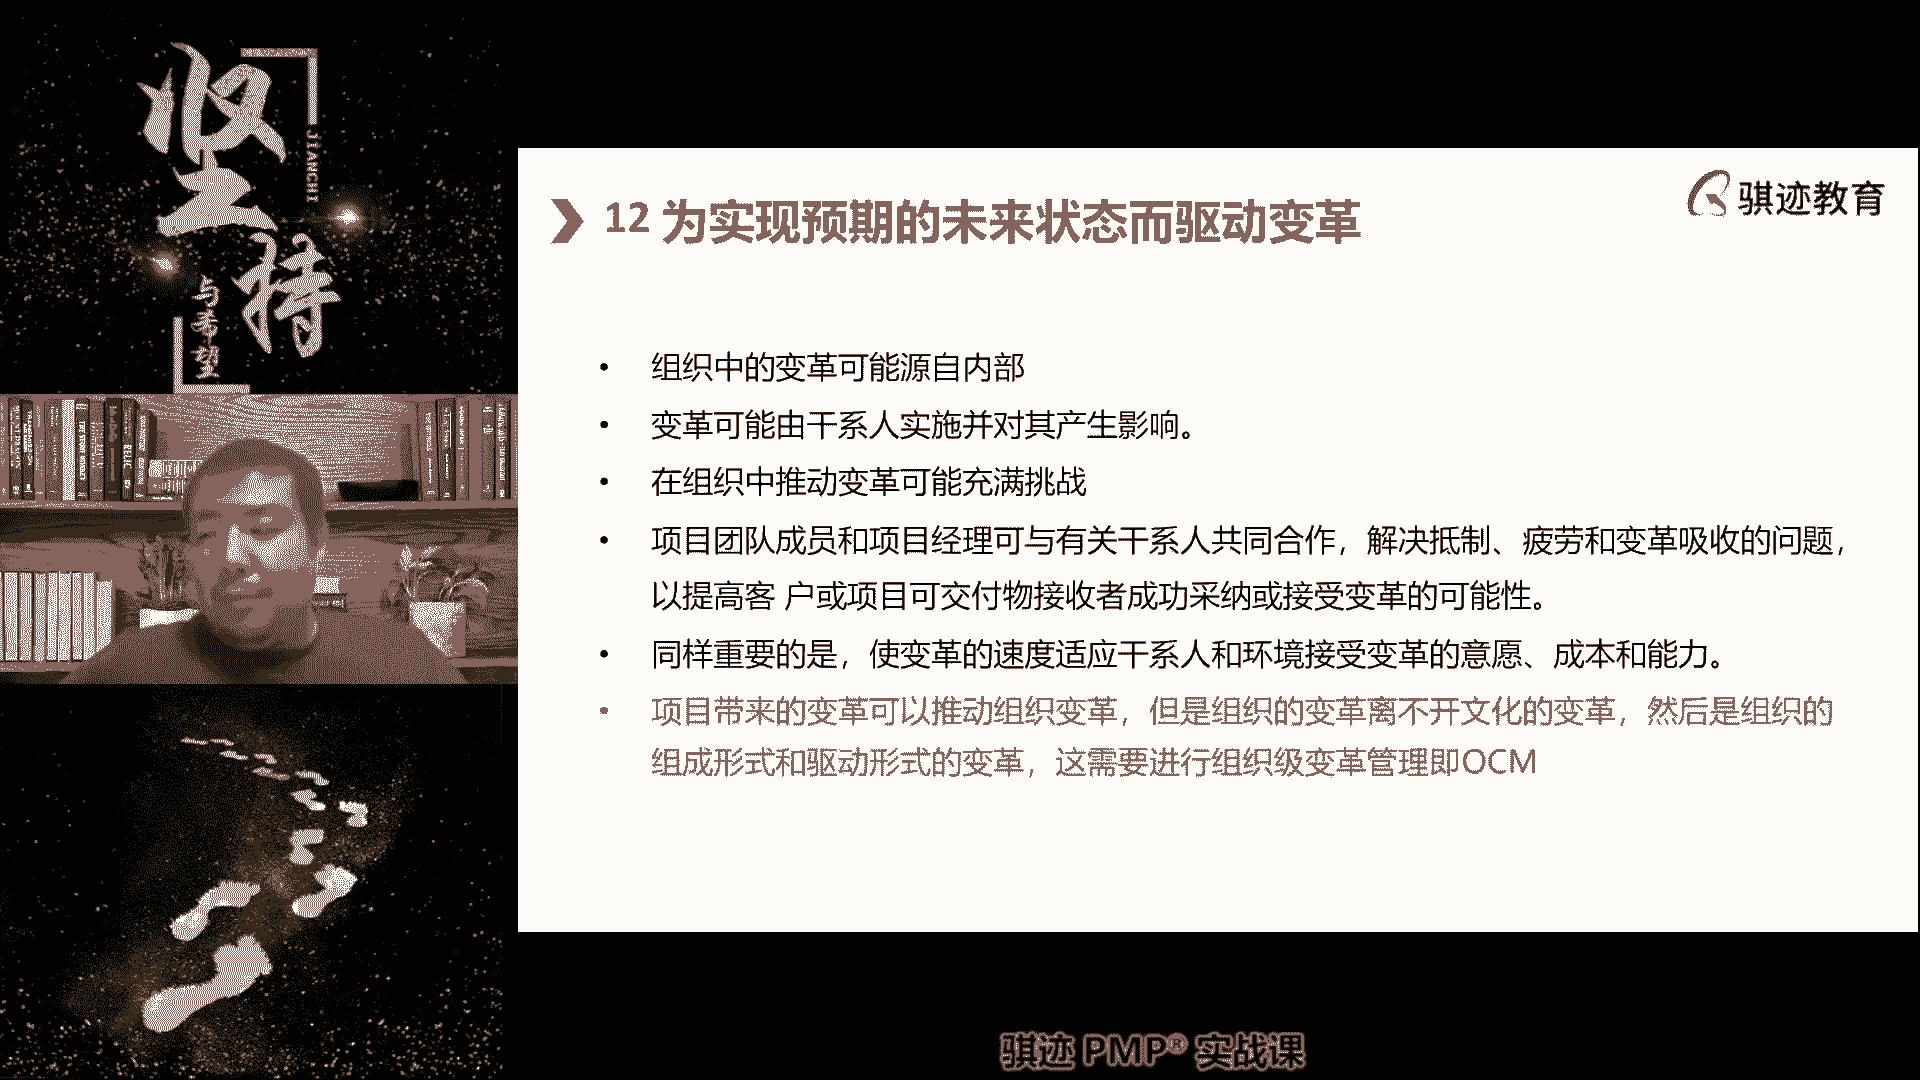 坚持
JIANCHI
与希望
骐迹教育
12 为实现预期的未来状态而驱动变革
• 组织中的变革可能源自内部
• 变革可能由干系人实施并对其产生影响。
• 在组织中推动变革可能充满挑战
• 项目团队成员和项目经理可与有关干系人共同合作，解决抵制、疲劳和变革吸收的问题，
以提高客 户或项目可交付物接收者成功采纳或接受变革的可能性。
• 同样重要的是，使变革的速度适应干系人和环境接受变革的意愿、成本和能力。
• 项目带来的变革可以推动组织变革，但是组织的变革离不开文化的变革，然后是组织的
组成形式和驱动形式的变革，这需要进行组织级变革管理即OCM
骐迹 PMP® 实战课